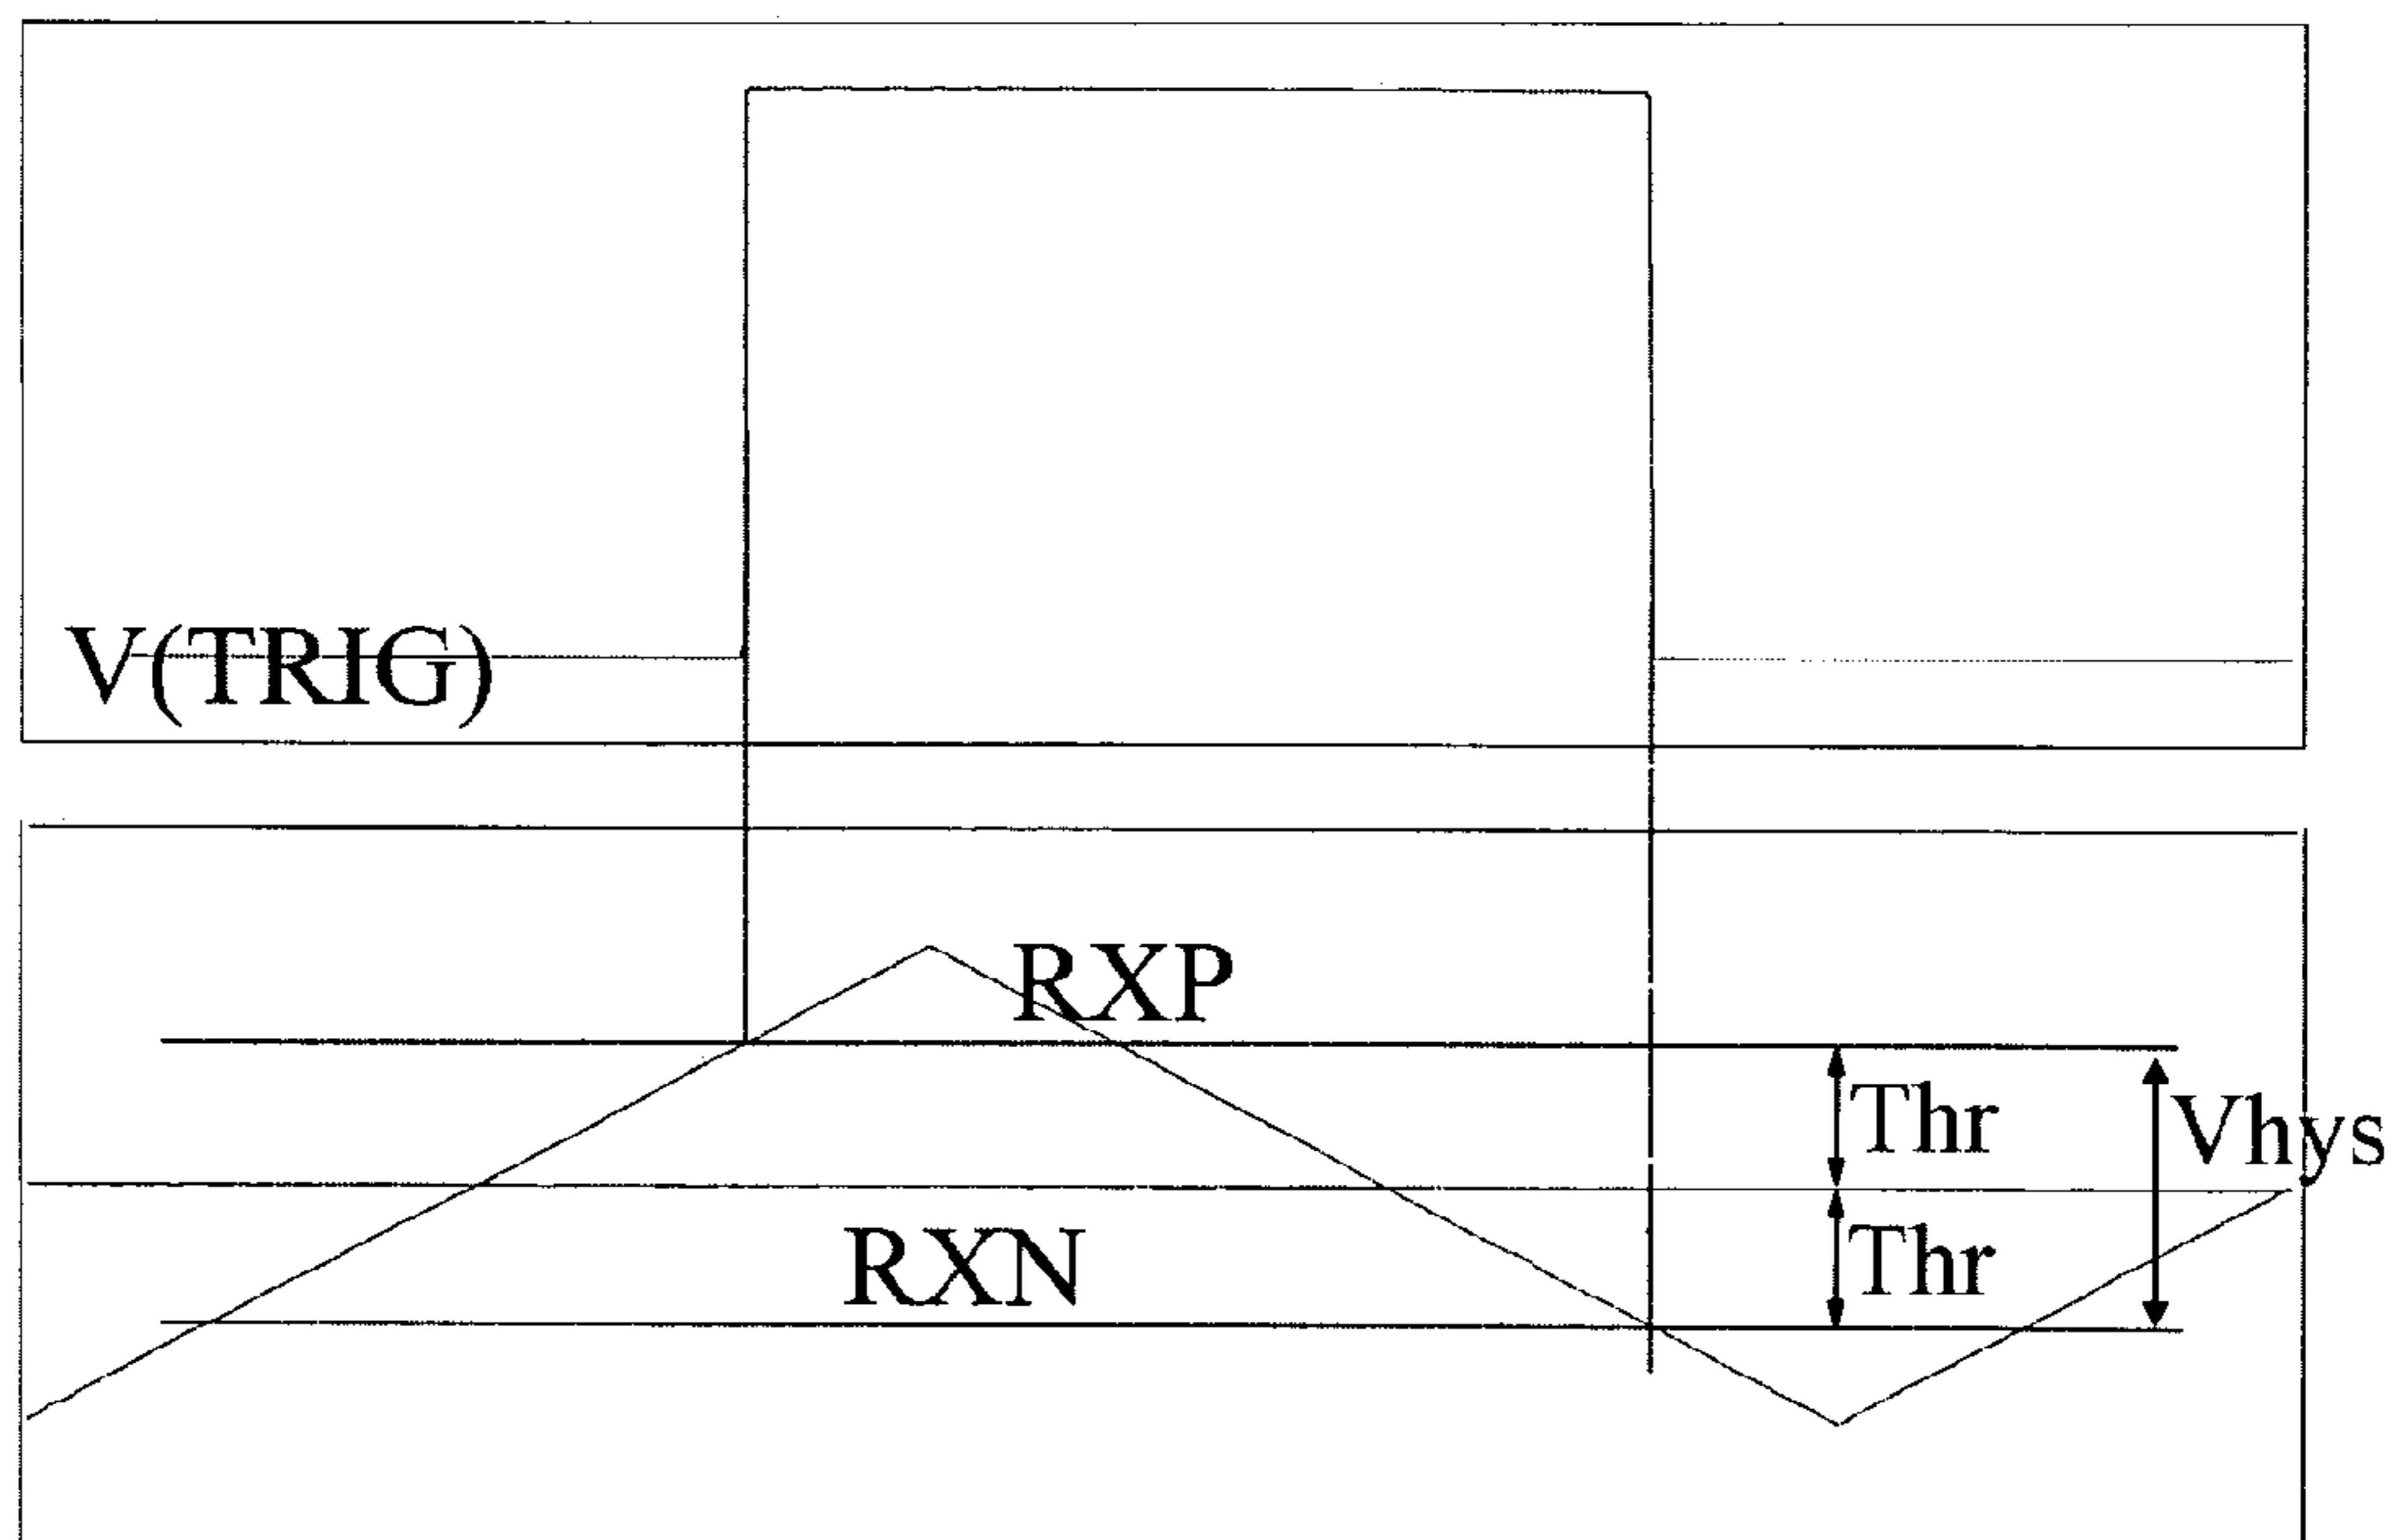 V(TRIG)
RXP
Thr
Vhys
RXN
Thr